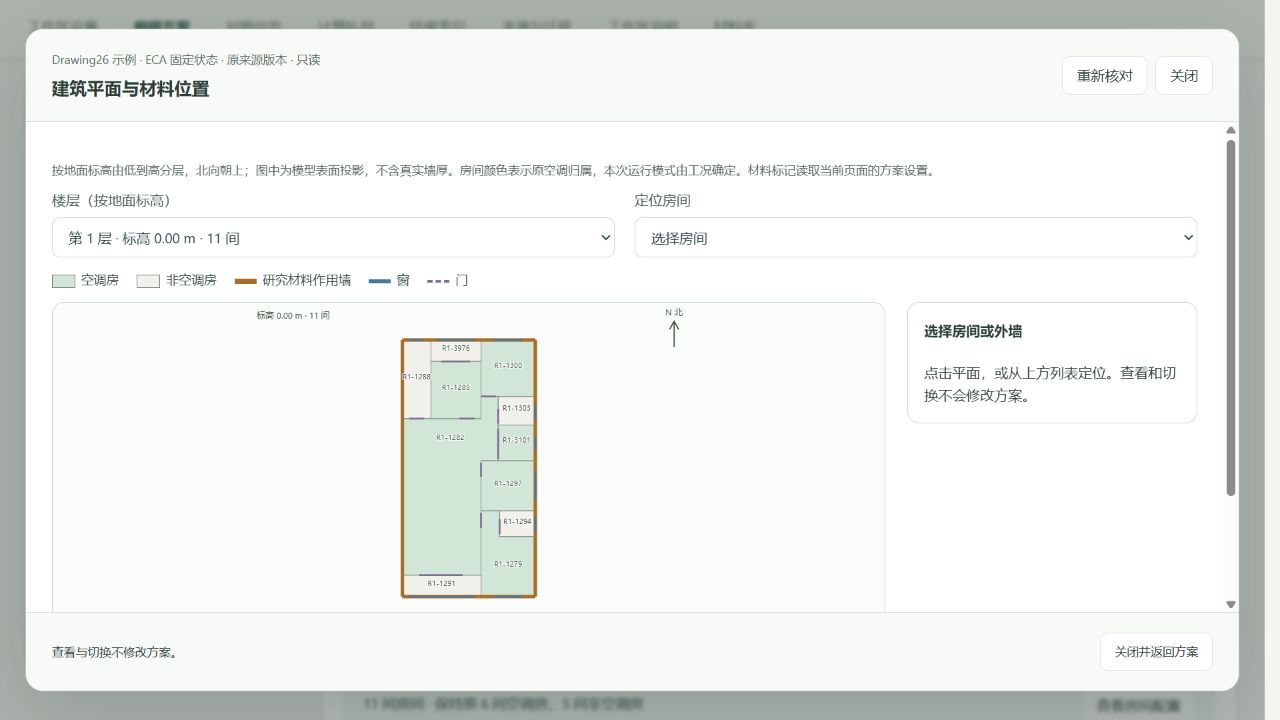 Drawing26 示例 · ECA 固定状态 · 原来源版本 · 只读
建筑平面与材料位置
重新核对
关闭
按地面标高由低到高分层，北向朝上；图中为模型表面投影，不含真实墙厚。房间颜色表示原空调归属，本次运行模式由工况确定。材料标记读取当前页面的方案设置。
楼层（按地面标高）
定位房间
第 1 层 · 标高 0.00 m · 11 间
选择房间
空调房
非空调房
研究材料作用墙
窗
门
标高 0.00 m · 11 间
N 北
R1-3976
R1-1300
R1-1288
R1-1285
R1-1303
R1-1282
R1-3101
R1-1297
R1-1294
R1-1279
R1-1291
选择房间或外墙
点击平面，或从上方列表定位。查看和切
换不会修改方案。
查看与切换不修改方案。
关闭并返回方案
11 间房间 · 保持原 6 间空调房、5 间非空调房
查看房间配置